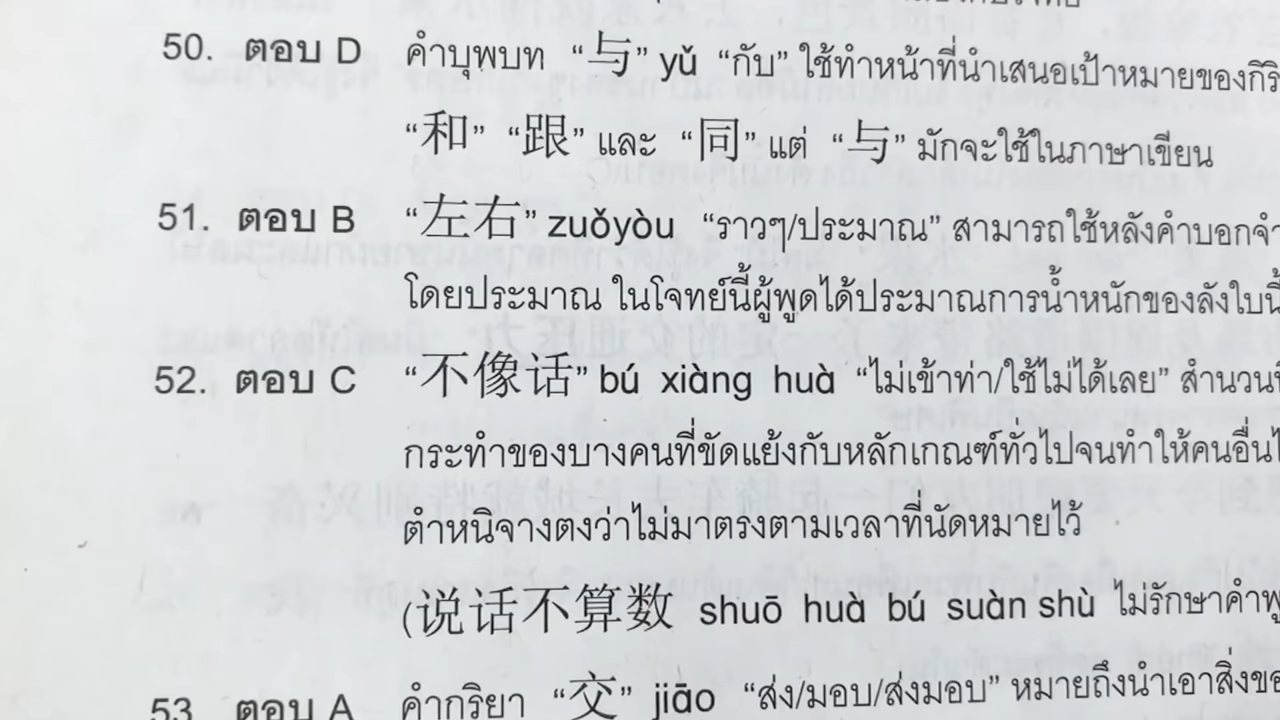 50. ตอบ D คำบุพบท “与” yǔ “กับ” ใช้ทำหน้าที่นำเสนอเป้าหมายของกิริ
“和” “跟” และ “同” แต่ “与” มักจะใช้ในภาษาเขียน
51. ตอบ B “左右” zuǒyòu “ราวๆ/ประมาณ” สามารถใช้หลังคำบอกจำ
โดยประมาณ ในโจทย์นี้ผู้พูดได้ประมาณการน้ำหนักของลังใบนี้
52. ตอบ C “不像话” bú xiàng huà “ไม่เข้าท่า/ใช้ไม่ได้เลย” สำนวน
กระทำของบางคนที่ขัดแย้งกับหลักเกณฑ์ทั่วไปจนทำให้คนอื่น
ตำหนิจางตงว่าไม่มาตรงตามเวลาที่นัดหมายไว้
(说话不算数 shuō huà bú suàn shù ไม่รักษาคำพู
53. ตอบ A คำกริยา “交” jiāo “ส่ง/มอบ/ส่งมอบ” หมายถึงนำเอาสิ่งขอ